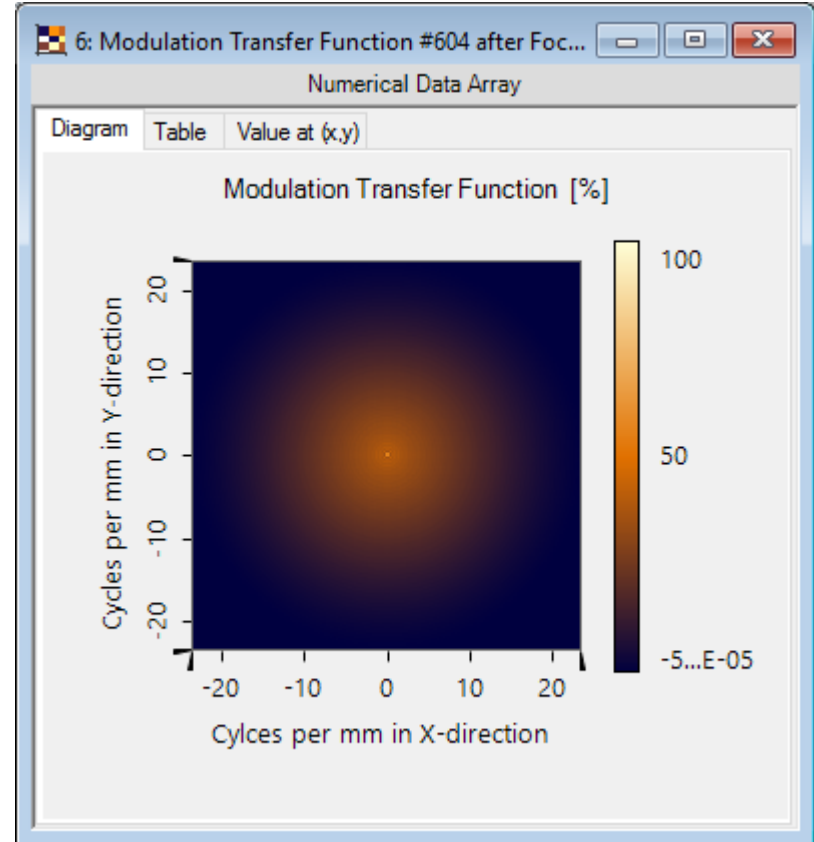 6: Modulation Transfer Function #604 after Foc...
Numerical Data Array
Diagram Table Value at (x,y)
Modulation Transfer Function [%]
100
50
-5...E-05
Cycles per mm in Y-direction
20
10
0
-10
-20
-20 -10 0 10 20
Cylces per mm in X-direction